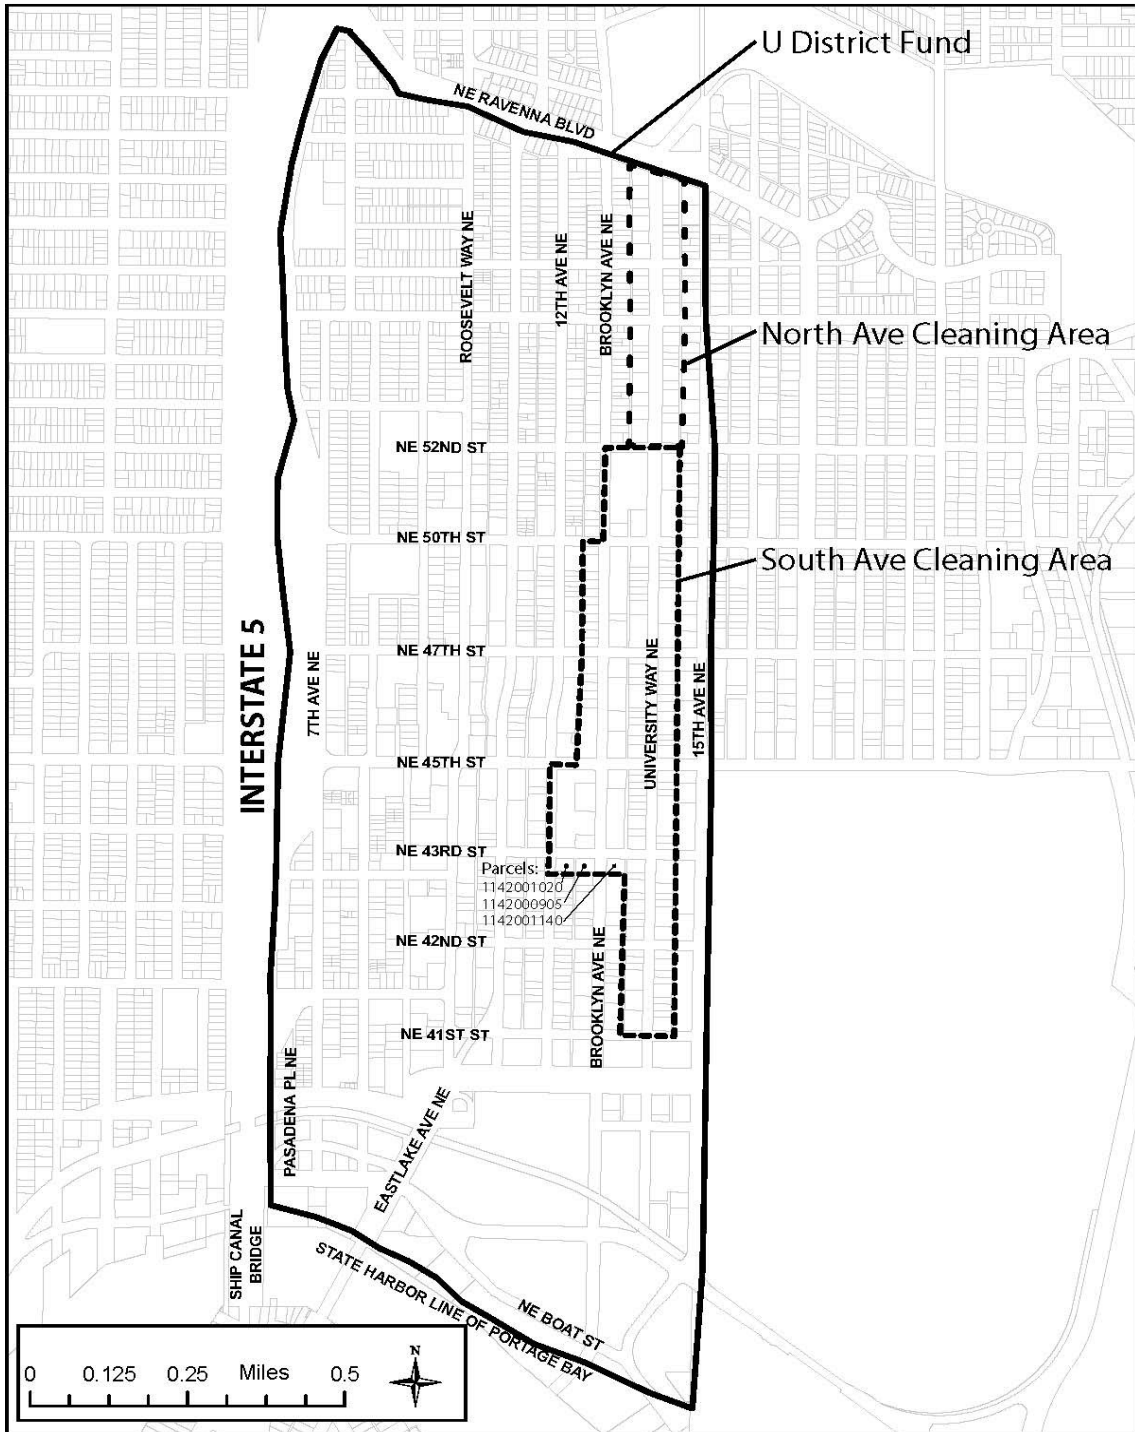 U District Fund
NE RAVENNA BLVD
ROOSEVELT WAY NE
12TH AVE NE
BROOKLYN AVE NE
North Ave Cleaning Area
NE 52ND ST
NE 50TH ST
South Ave Cleaning Area
INTERSTATE 5
7TH AVE NE
NE 47TH ST
UNIVERSITY WAY NE
15TH AVE NE
NE 45TH ST
NE 43RD ST
Parcels:
1142001020
1142000905
1142001140
NE 42ND ST
BROOKLYN AVE NE
NE 41ST ST
PASADENA PL NE
EASTLAKE AVE NE
SHIP CANAL
BRIDGE
STATE HARBOR LINE OF PORTAGE BAY
NE BOAT ST
N
0 0.125 0.25 Miles 0.5